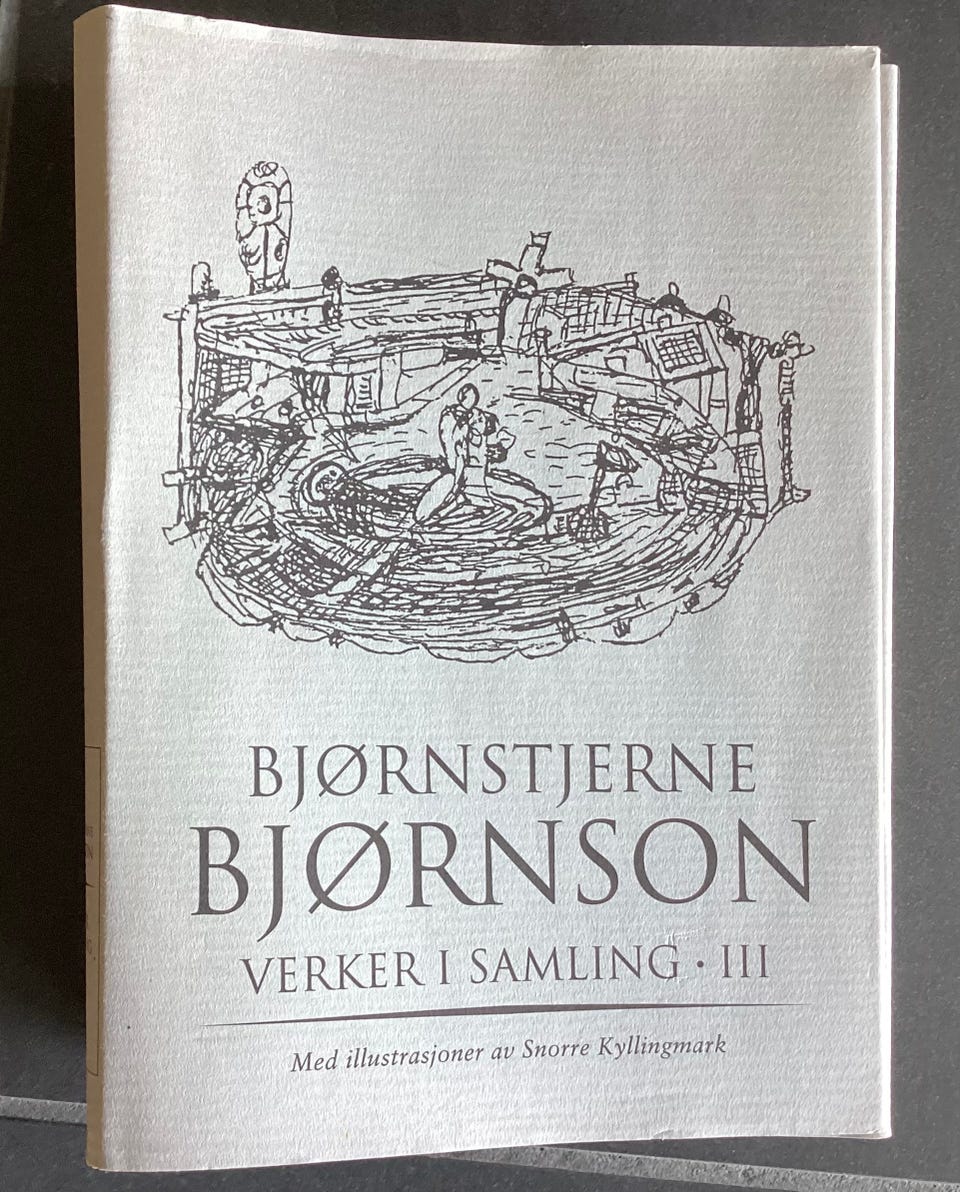 BJØRNSTJERNE
BJØRNSON
VERKER I SAMLING · III
Med illustrasjoner av Snorre Kyllingmark